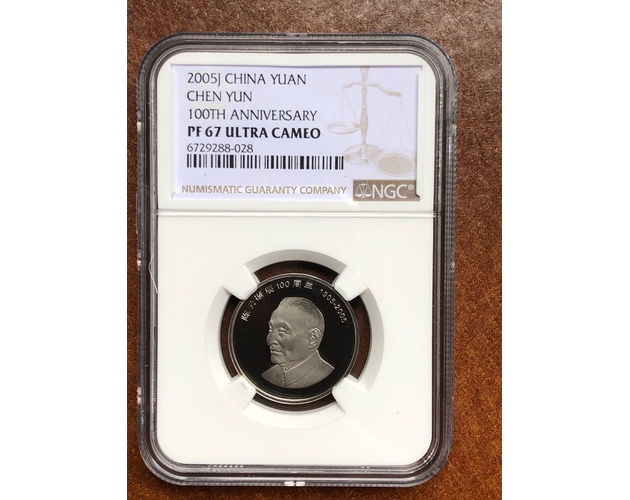 2005J CHINA YUAN
CHEN YUN
100TH ANNIVERSARY
PF 67 ULTRA CAMEO
6729288-028
NUMISMATIC GUARANTY COMPANY NGC®
陈云诞辰100周年 1905-2005